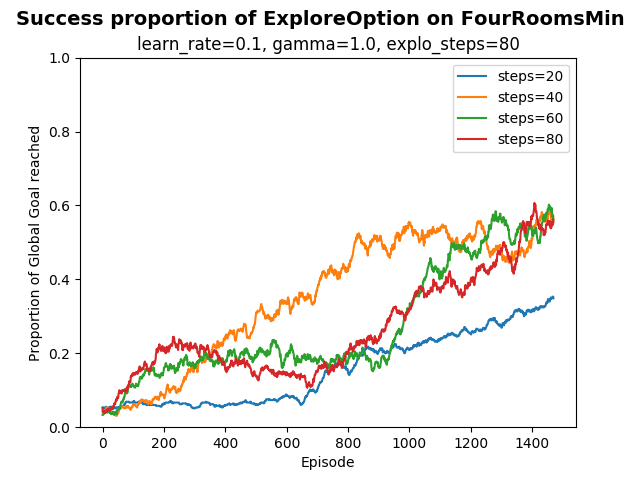 Success proportion of ExploreOption on FourRoomsMin
learn_rate=0.1, gamma=1.0, explo_steps=80
steps=20
steps=40
steps=60
steps=80
Proportion of Global Goal reached
1.0
0.8
0.6
0.4
0.2
0.0
0 200 400 600 800 1000 1200 1400
Episode